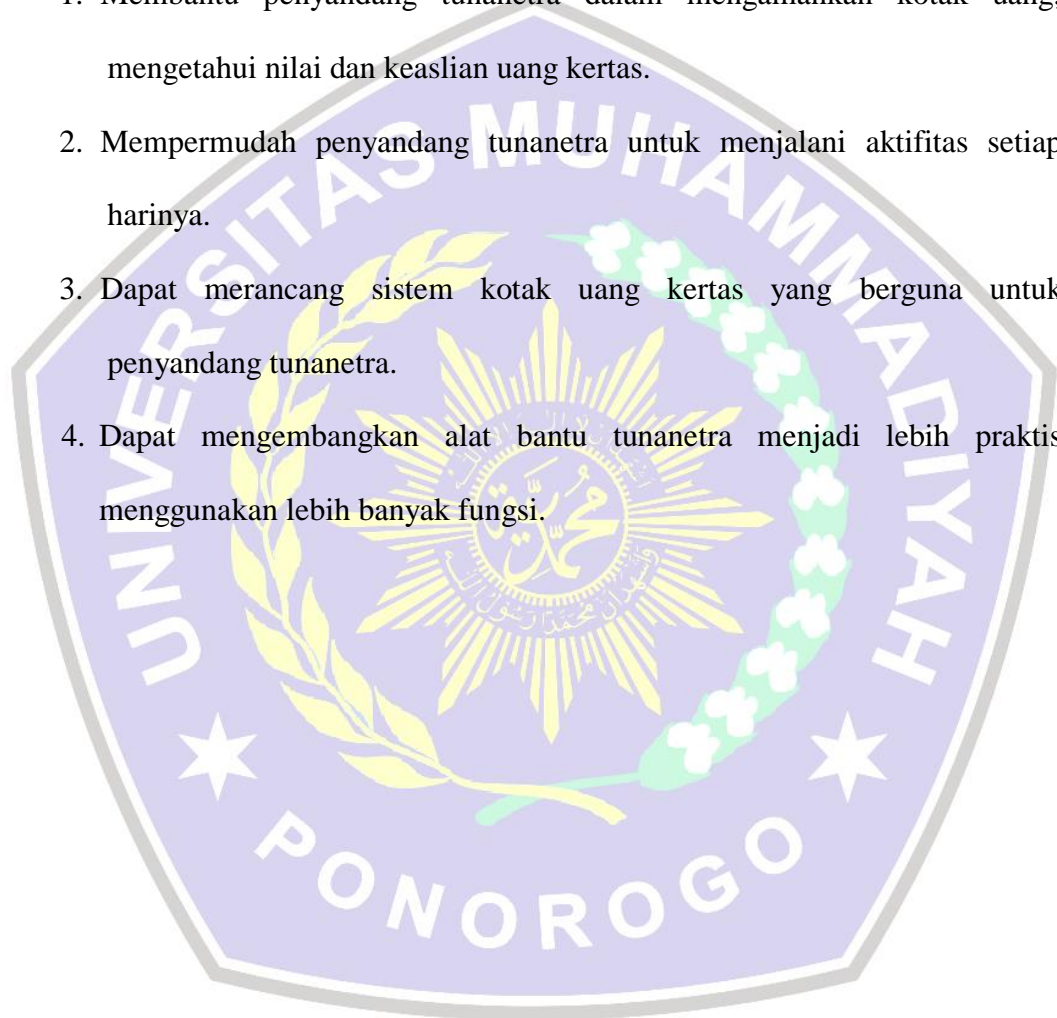 1. Membantu penyandang tunanetra dalam mengamankan kotak uang,
mengetahui nilai dan keaslian uang kertas.
2. Mempermudah penyandang tunanetra untuk menjalani aktifitas setiap
harinya.
3. Dapat merancang sistem kotak uang kertas yang berguna untuk
penyandang tunanetra.
4. Dapat mengembangkan alat bantu tunanetra menjadi lebih praktis
menggunakan lebih banyak fungsi.
UNIVERSITAS MUHAMMADIYAH
PONOROGO
محمدية